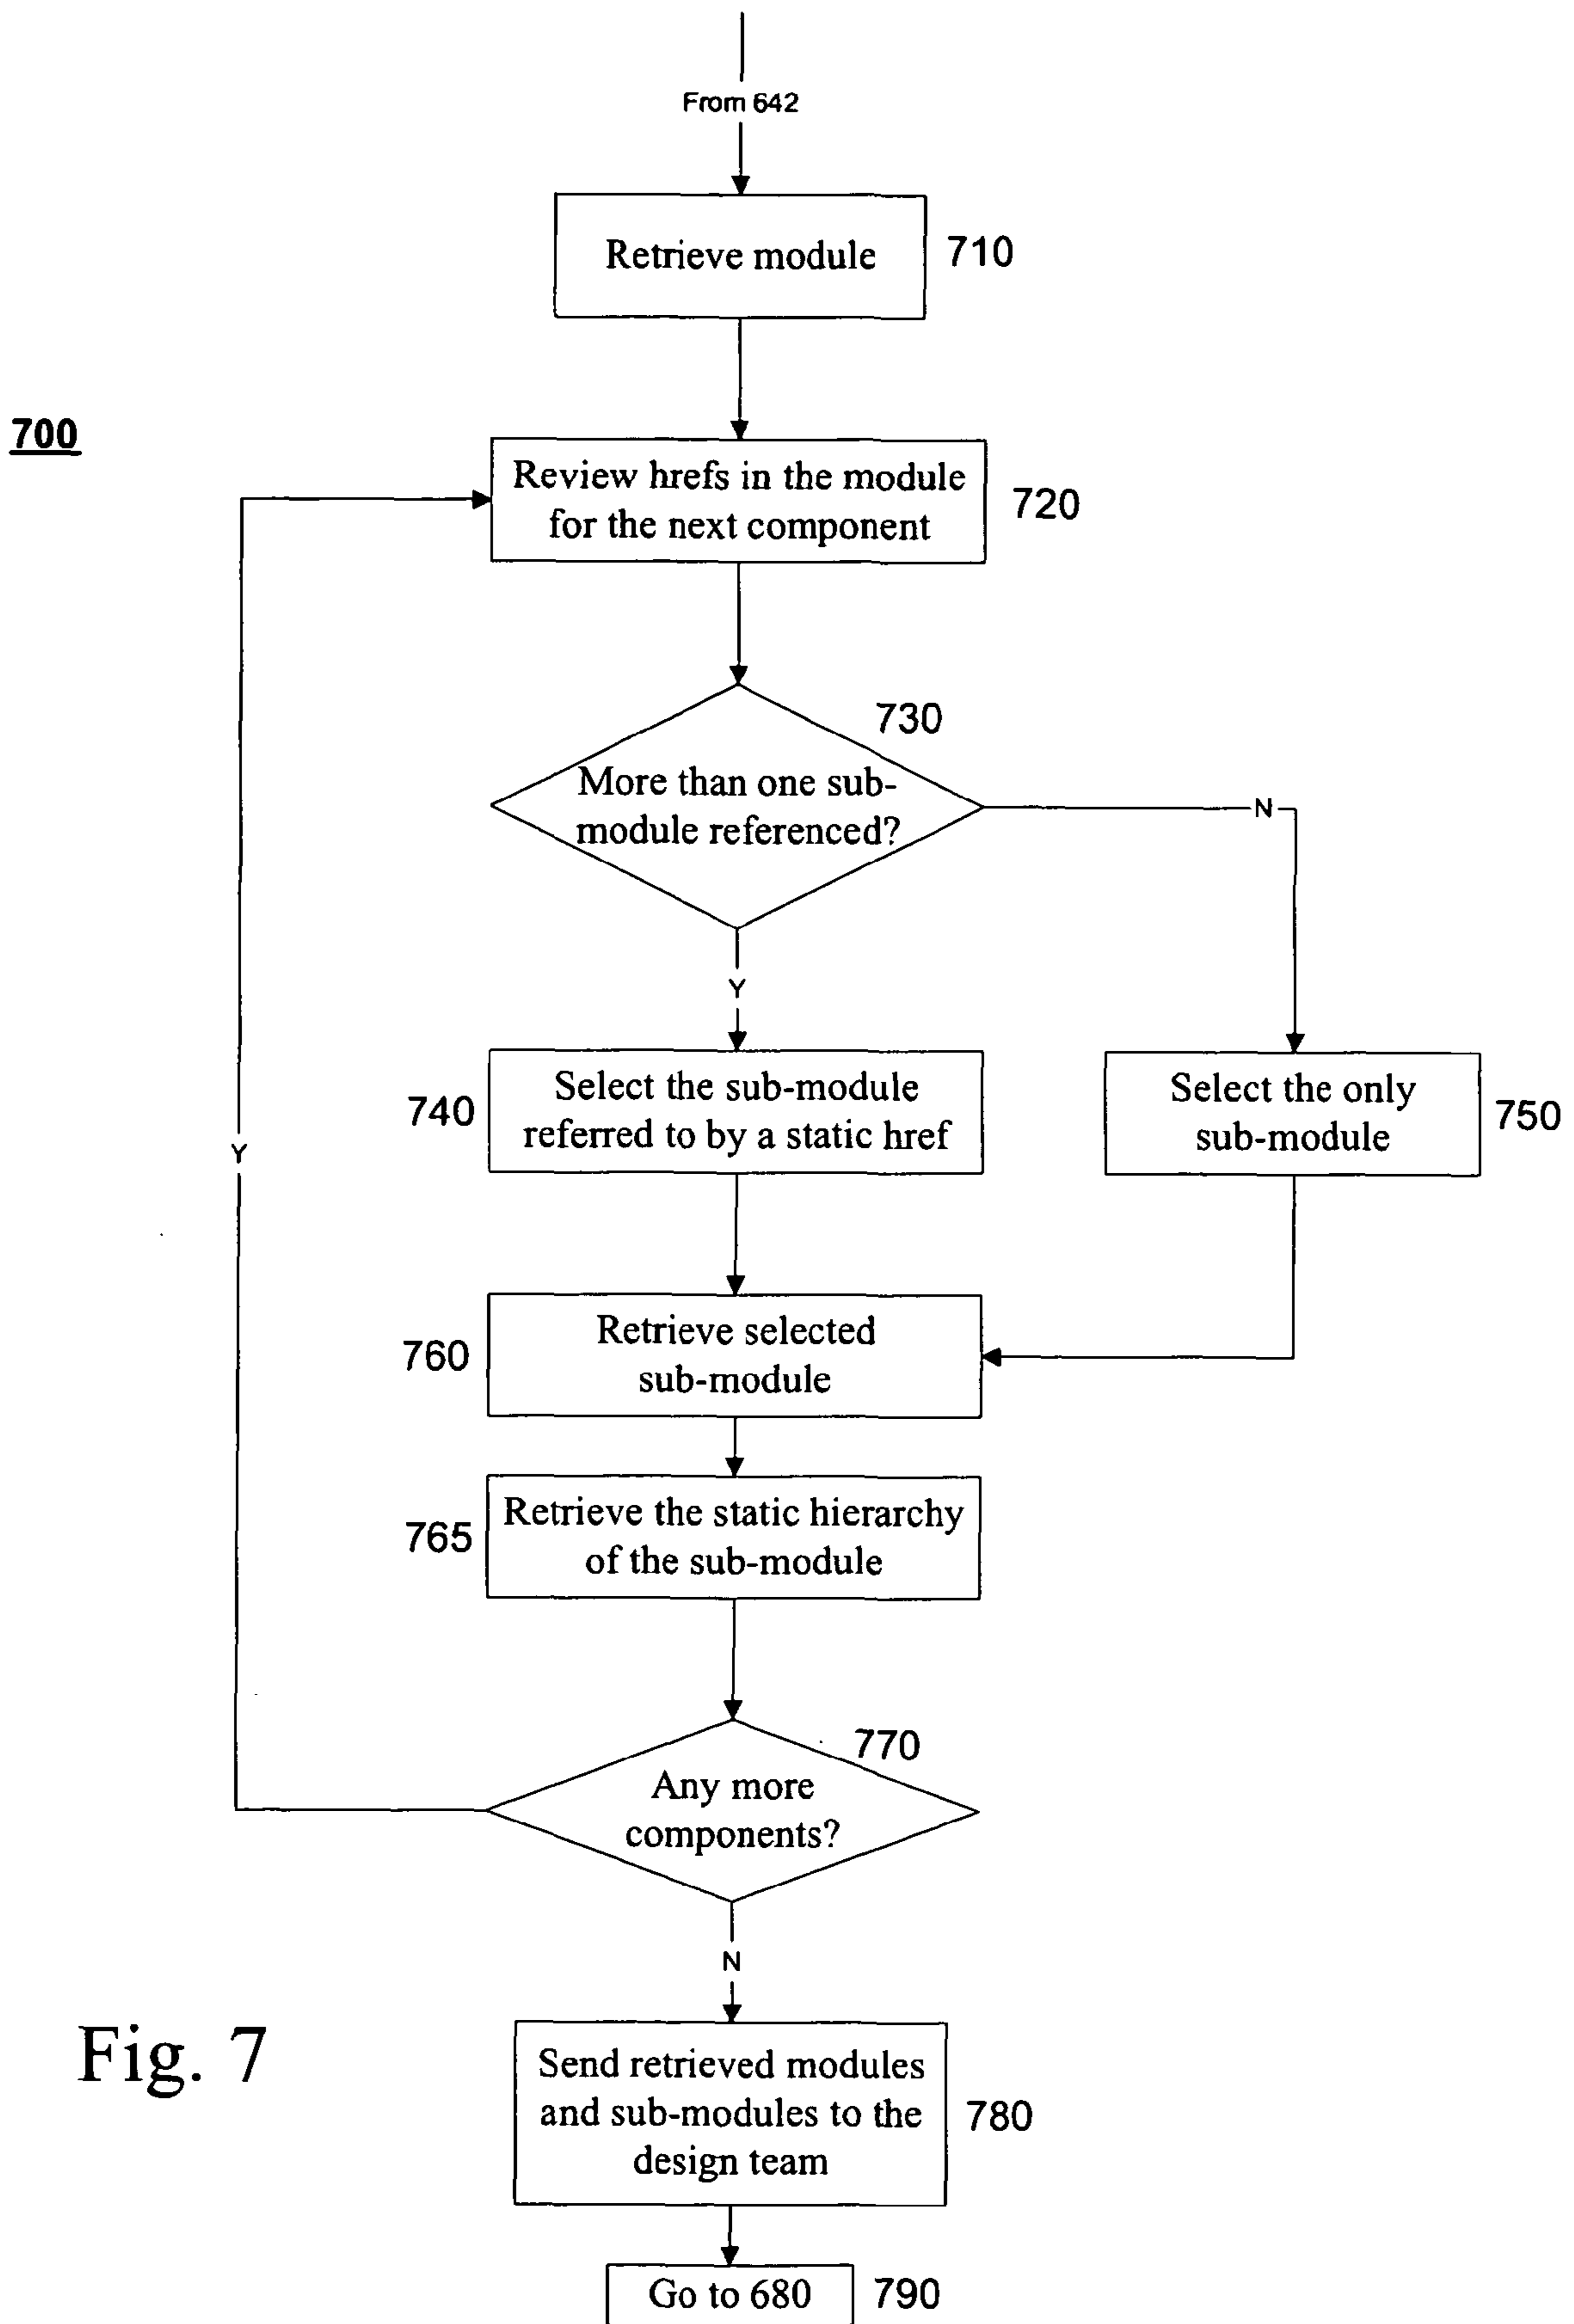 From 642
Retrieve module
710
700
Review hrefs in the module
for the next component
720
730
More than one sub-
module referenced?
N
Y
740
Select the sub-module
referred to by a static href
Select the only
sub-module
750
Y
760
Retrieve selected
sub-module
765
Retrieve the static hierarchy
of the sub-module
770
Any more
components?
N
Fig. 7
Send retrieved modules
and sub-modules to the
design team
780
Go to 680
790